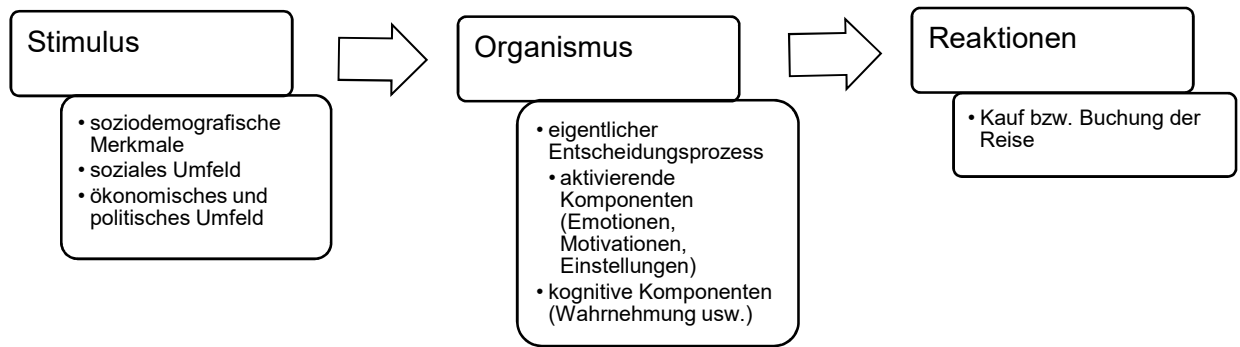 Stimulus
• soziodemografische
Merkmale
• soziales Umfeld
• ökonomisches und
politisches Umfeld
Organismus
• eigentlicher
Entscheidungsprozess
• aktivierende
Komponenten
(Emotionen,
Motivationen,
Einstellungen)
• kognitive Komponenten
(Wahrnehmung usw.)
Reaktionen
• Kauf bzw. Buchung der
Reise